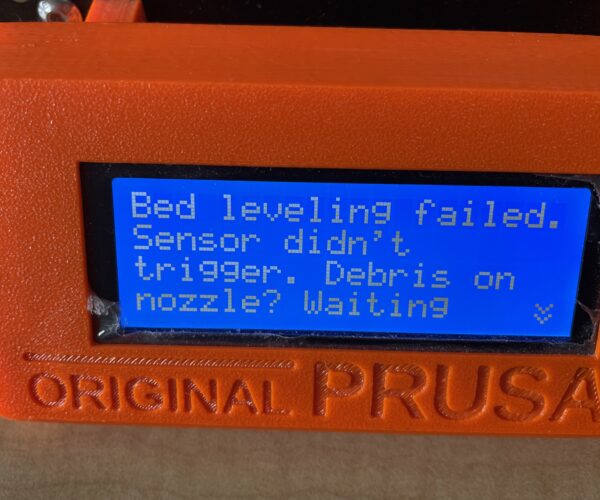 Bed leveling failed.
Sensor didn't
trigger. Debris on
nozzle? Waiting
ORIGINAL PRUSA